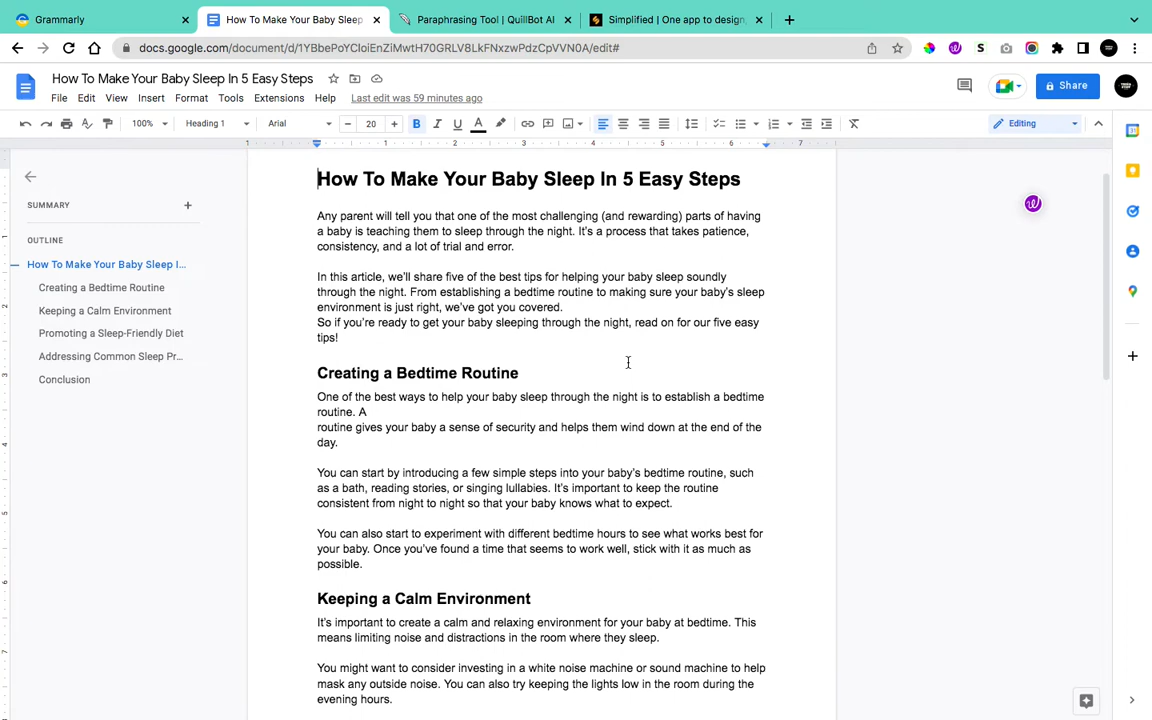 Grammarly
How To Make Your Baby Sleep
Paraphrasing Tool | QuillBot AI
Simplified | One app to design,
docs.google.com/document/d/1YBbePoYCIoiEnZiMwtH70GRLV8LkFNxzwPdzCpVVN0A/edit#
How To Make Your Baby Sleep In 5 Easy Steps
File Edit View Insert Format Tools Extensions Help Last edit was 59 minutes ago
Share
100% Heading 1 Arial 20 Editing
1 1 2 3 4 5 6 7
SUMMARY
OUTLINE
How To Make Your Baby Sleep I...
Creating a Bedtime Routine
Keeping a Calm Environment
Promoting a Sleep-Friendly Diet
Addressing Common Sleep Pr...
Conclusion
How To Make Your Baby Sleep In 5 Easy Steps
Any parent will tell you that one of the most challenging (and rewarding) parts of having
a baby is teaching them to sleep through the night. It's a process that takes patience,
consistency, and a lot of trial and error.
In this article, we'll share five of the best tips for helping your baby sleep soundly
through the night. From establishing a bedtime routine to making sure your baby's sleep
environment is just right, we've got you covered.
So if you're ready to get your baby sleeping through the night, read on for our five easy
tips!
Creating a Bedtime Routine
One of the best ways to help your baby sleep through the night is to establish a bedtime
routine. A
routine gives your baby a sense of security and helps them wind down at the end of the
day.
You can start by introducing a few simple steps into your baby's bedtime routine, such
as a bath, reading stories, or singing lullabies. It's important to keep the routine
consistent from night to night so that your baby knows what to expect.
You can also start to experiment with different bedtime hours to see what works best for
your baby. Once you've found a time that seems to work well, stick with it as much as
possible.
Keeping a Calm Environment
It's important to create a calm and relaxing environment for your baby at bedtime. This
means limiting noise and distractions in the room where they sleep.
You might want to consider investing in a white noise machine or sound machine to help
mask any outside noise. You can also try keeping the lights low in the room during the
evening hours.